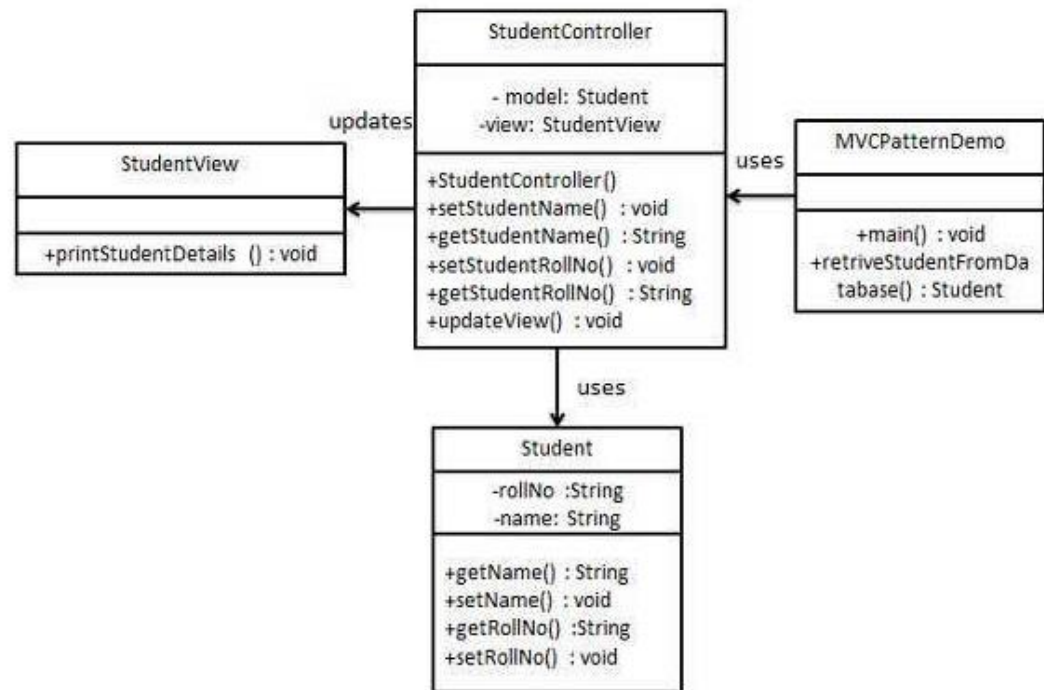 StudentController
- model: Student
-view: StudentView
+StudentController()
+setStudentName() : void
+getStudentName() : String
+setStudentRollNo() : void
+getStudentRollNo() : String
+updateView() : void
updates
StudentView
+printStudentDetails () : void
uses
MVCPatternDemo
+main() : void
+retriveStudentFromDa
tabase() : Student
uses
Student
-rollNo :String
-name: String
+getName() : String
+setName() : void
+getRollNo() :String
+setRollNo() : void